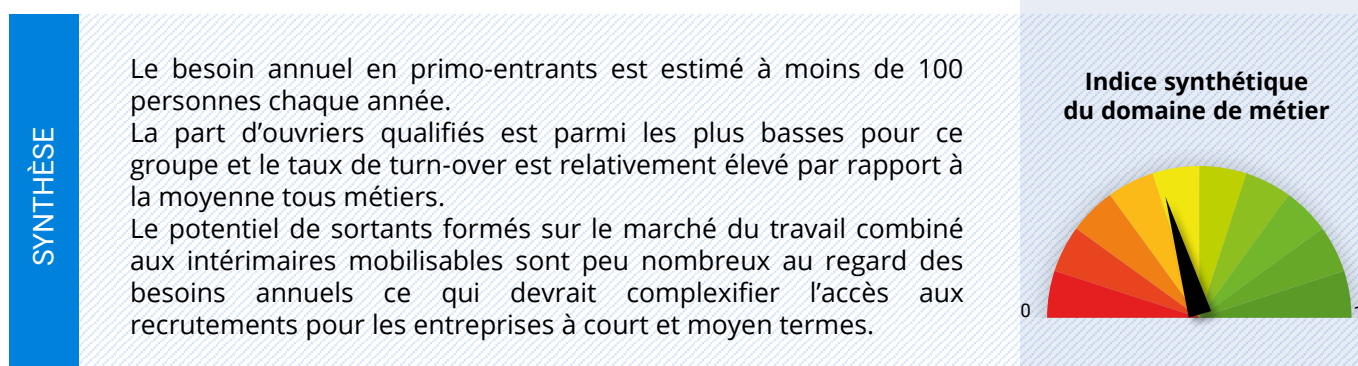 SYNTHÈSE
Le besoin annuel en primo-entrants est estimé à moins de 100
personnes chaque année.
La part d'ouvriers qualifiés est parmi les plus basses pour ce
groupe et le taux de turn-over est relativement élevé par rapport à
la moyenne tous métiers.
Le potentiel de sortants formés sur le marché du travail combiné
aux intérimaires mobilisables sont peu nombreux au regard des
besoins annuels ce qui devrait complexifier l'accès aux
recrutements pour les entreprises à court et moyen termes.
Indice synthétique
du domaine de métier
0